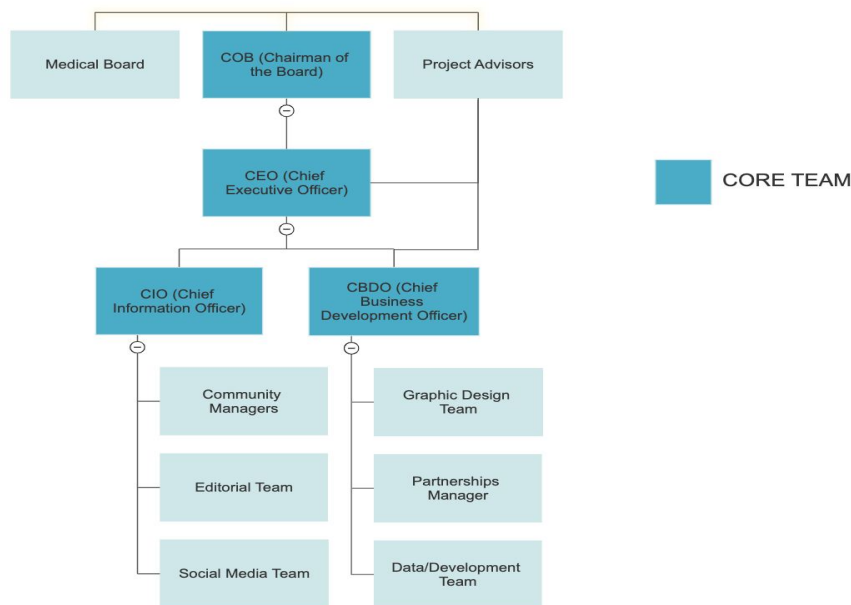 Medical Board
COB (Chairman of
the Board)
Project Advisors
CEO (Chief
Executive Officer)
CORE TEAM
CIO (Chief
Information Officer)
CBDO (Chief
Business
Development Officer)
Community
Managers
Graphic Design
Team
Editorial Team
Partnerships
Manager
Social Media Team
Data/Development
Team